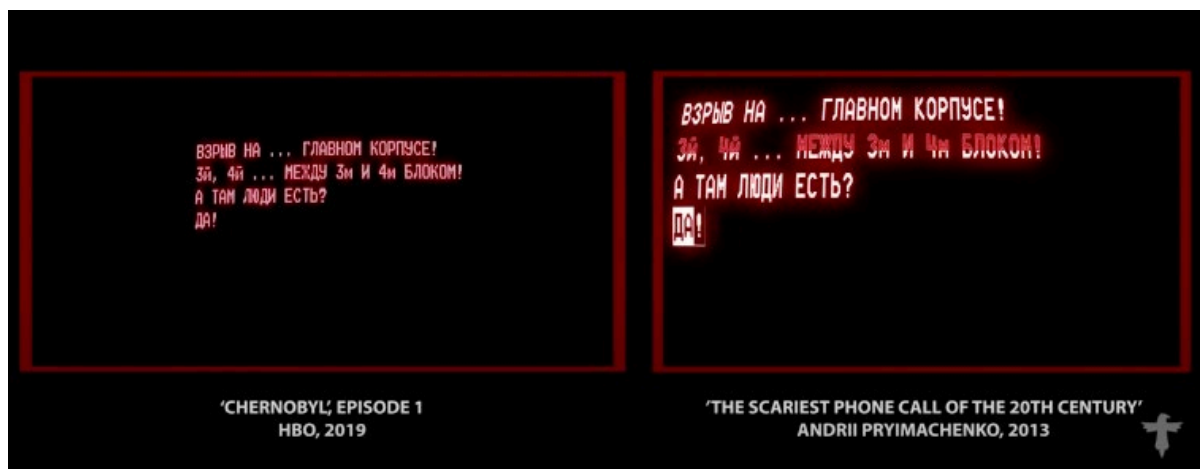 ВЗРЫВ НА ... ГЛАВНОМ КОРПУСЕ!
3й, 4й ... МЕЖДУ 3м И 4м БЛОКОМ!
А ТАМ ЛЮДИ ЕСТЬ?
ДА!
'CHERNOBYL', EPISODE 1
HBO, 2019
ВЗРЫВ НА ... ГЛАВНОМ КОРПУСЕ!
3й, 4й ... МЕЖДУ 3м И 4м БЛОКОМ!
А ТАМ ЛЮДИ ЕСТЬ?
ДА!
'THE SCARIEST PHONE CALL OF THE 20TH CENTURY'
ANDRII PRYIMACHENKO, 2013